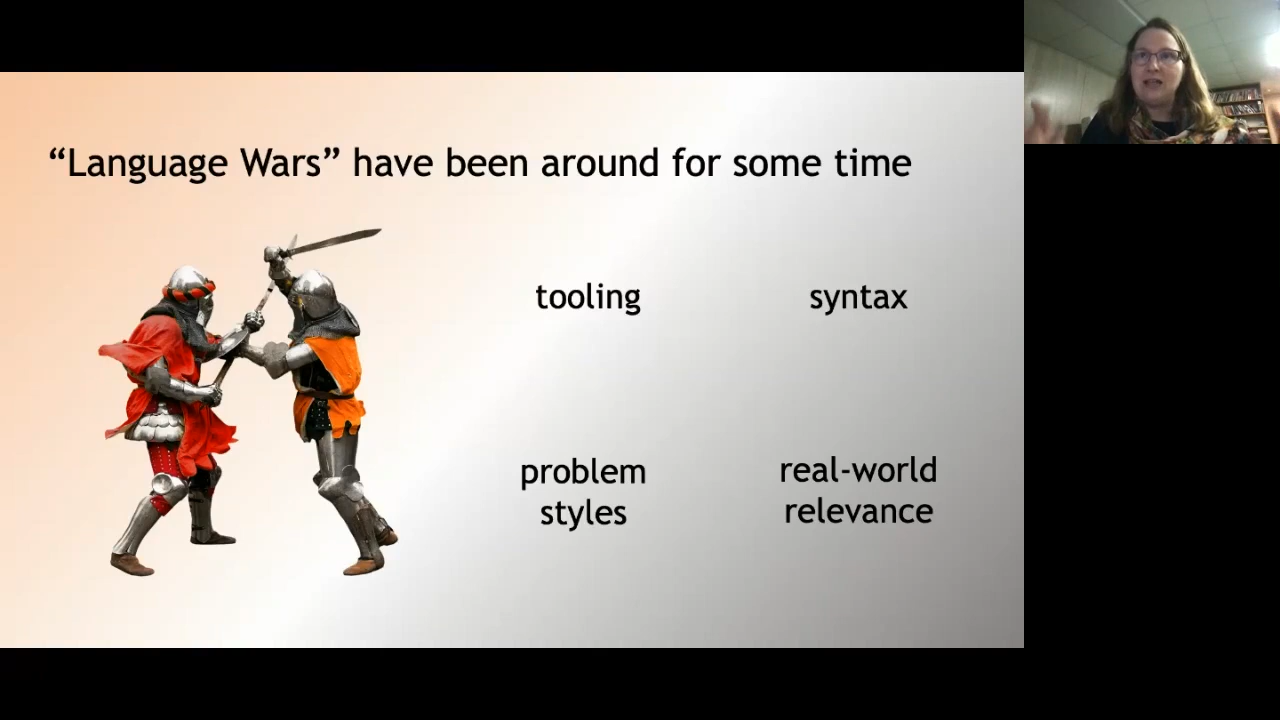 “Language Wars” have been around for some time
tooling
syntax
problem
styles
real-world
relevance